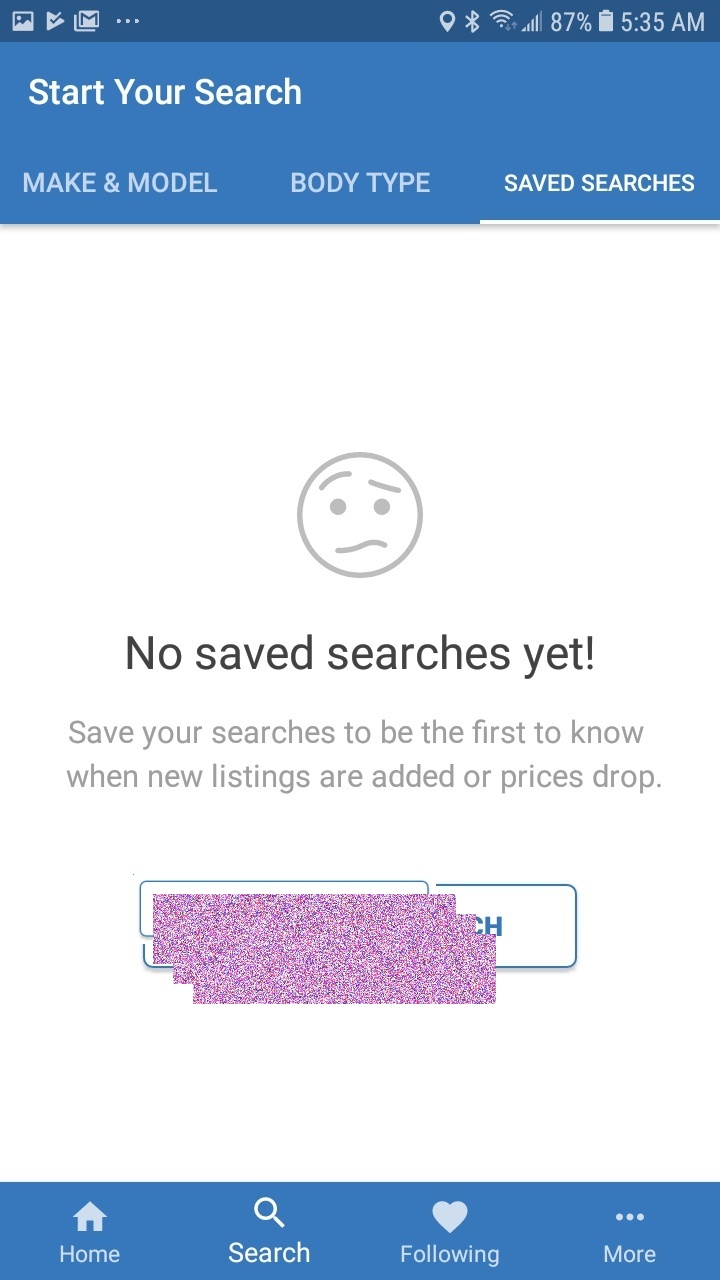 87% 5:35 AM
Start Your Search
MAKE & MODEL BODY TYPE SAVED SEARCHES
No saved searches yet!
Save your searches to be the first to know
when new listings are added or prices drop.
Home Search Following More